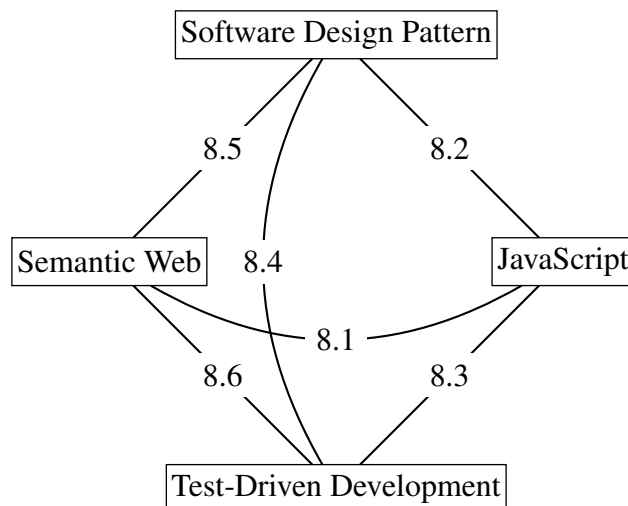 Software Design Pattern
8.5
8.2
Semantic Web
8.4
JavaScript
8.1
8.6
8.3
Test-Driven Development